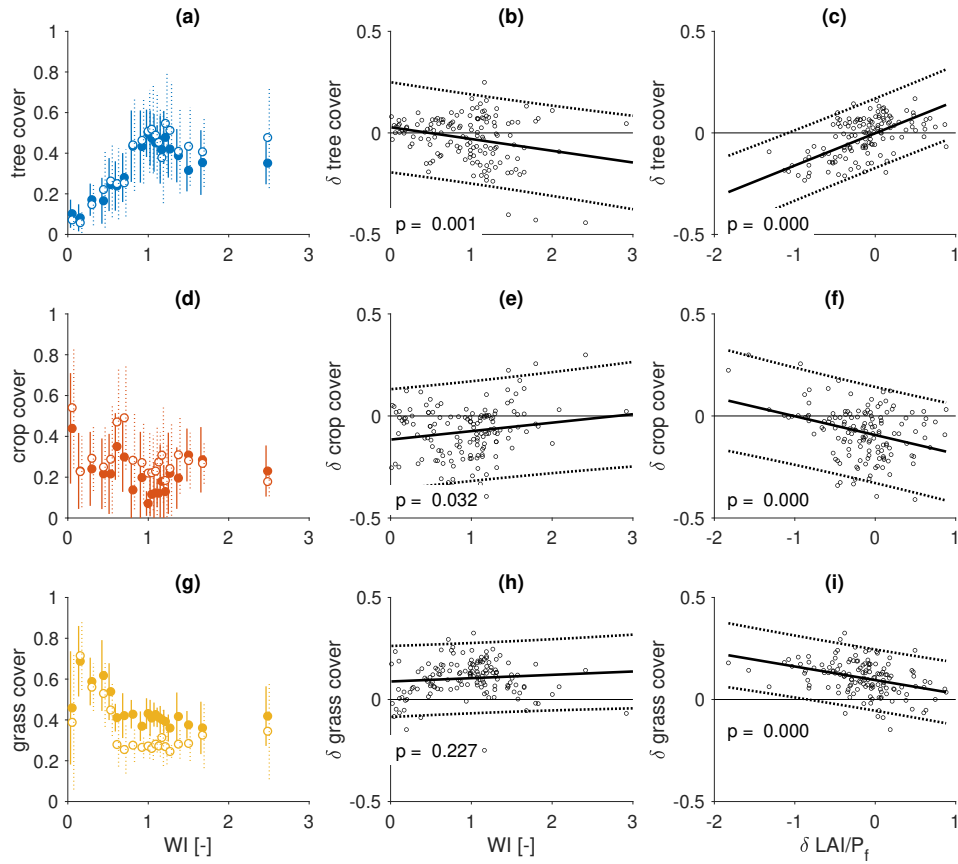 (a) (b) (c)
1
0.8
0.6
0.4
0.2
0
tree cover
0 1 2 3
0.5
0
-0.5
δ tree cover
p = 0.001
0 1 2 3
0.5
0
-0.5
δ tree cover
p = 0.000
-2 -1 0 1
(d) (e) (f)
1
0.8
0.6
0.4
0.2
0
crop cover
0 1 2 3
0.5
0
-0.5
δ crop cover
p = 0.032
0 1 2 3
0.5
0
-0.5
δ crop cover
p = 0.000
-2 -1 0 1
(g) (h) (i)
1
0.8
0.6
0.4
0.2
0
grass cover
0 1 2 3
WI [-]
0.5
0
-0.5
δ grass cover
p = 0.227
0 1 2 3
WI [-]
0.5
0
-0.5
δ grass cover
p = 0.000
-2 -1 0 1
δ LAI/P_f